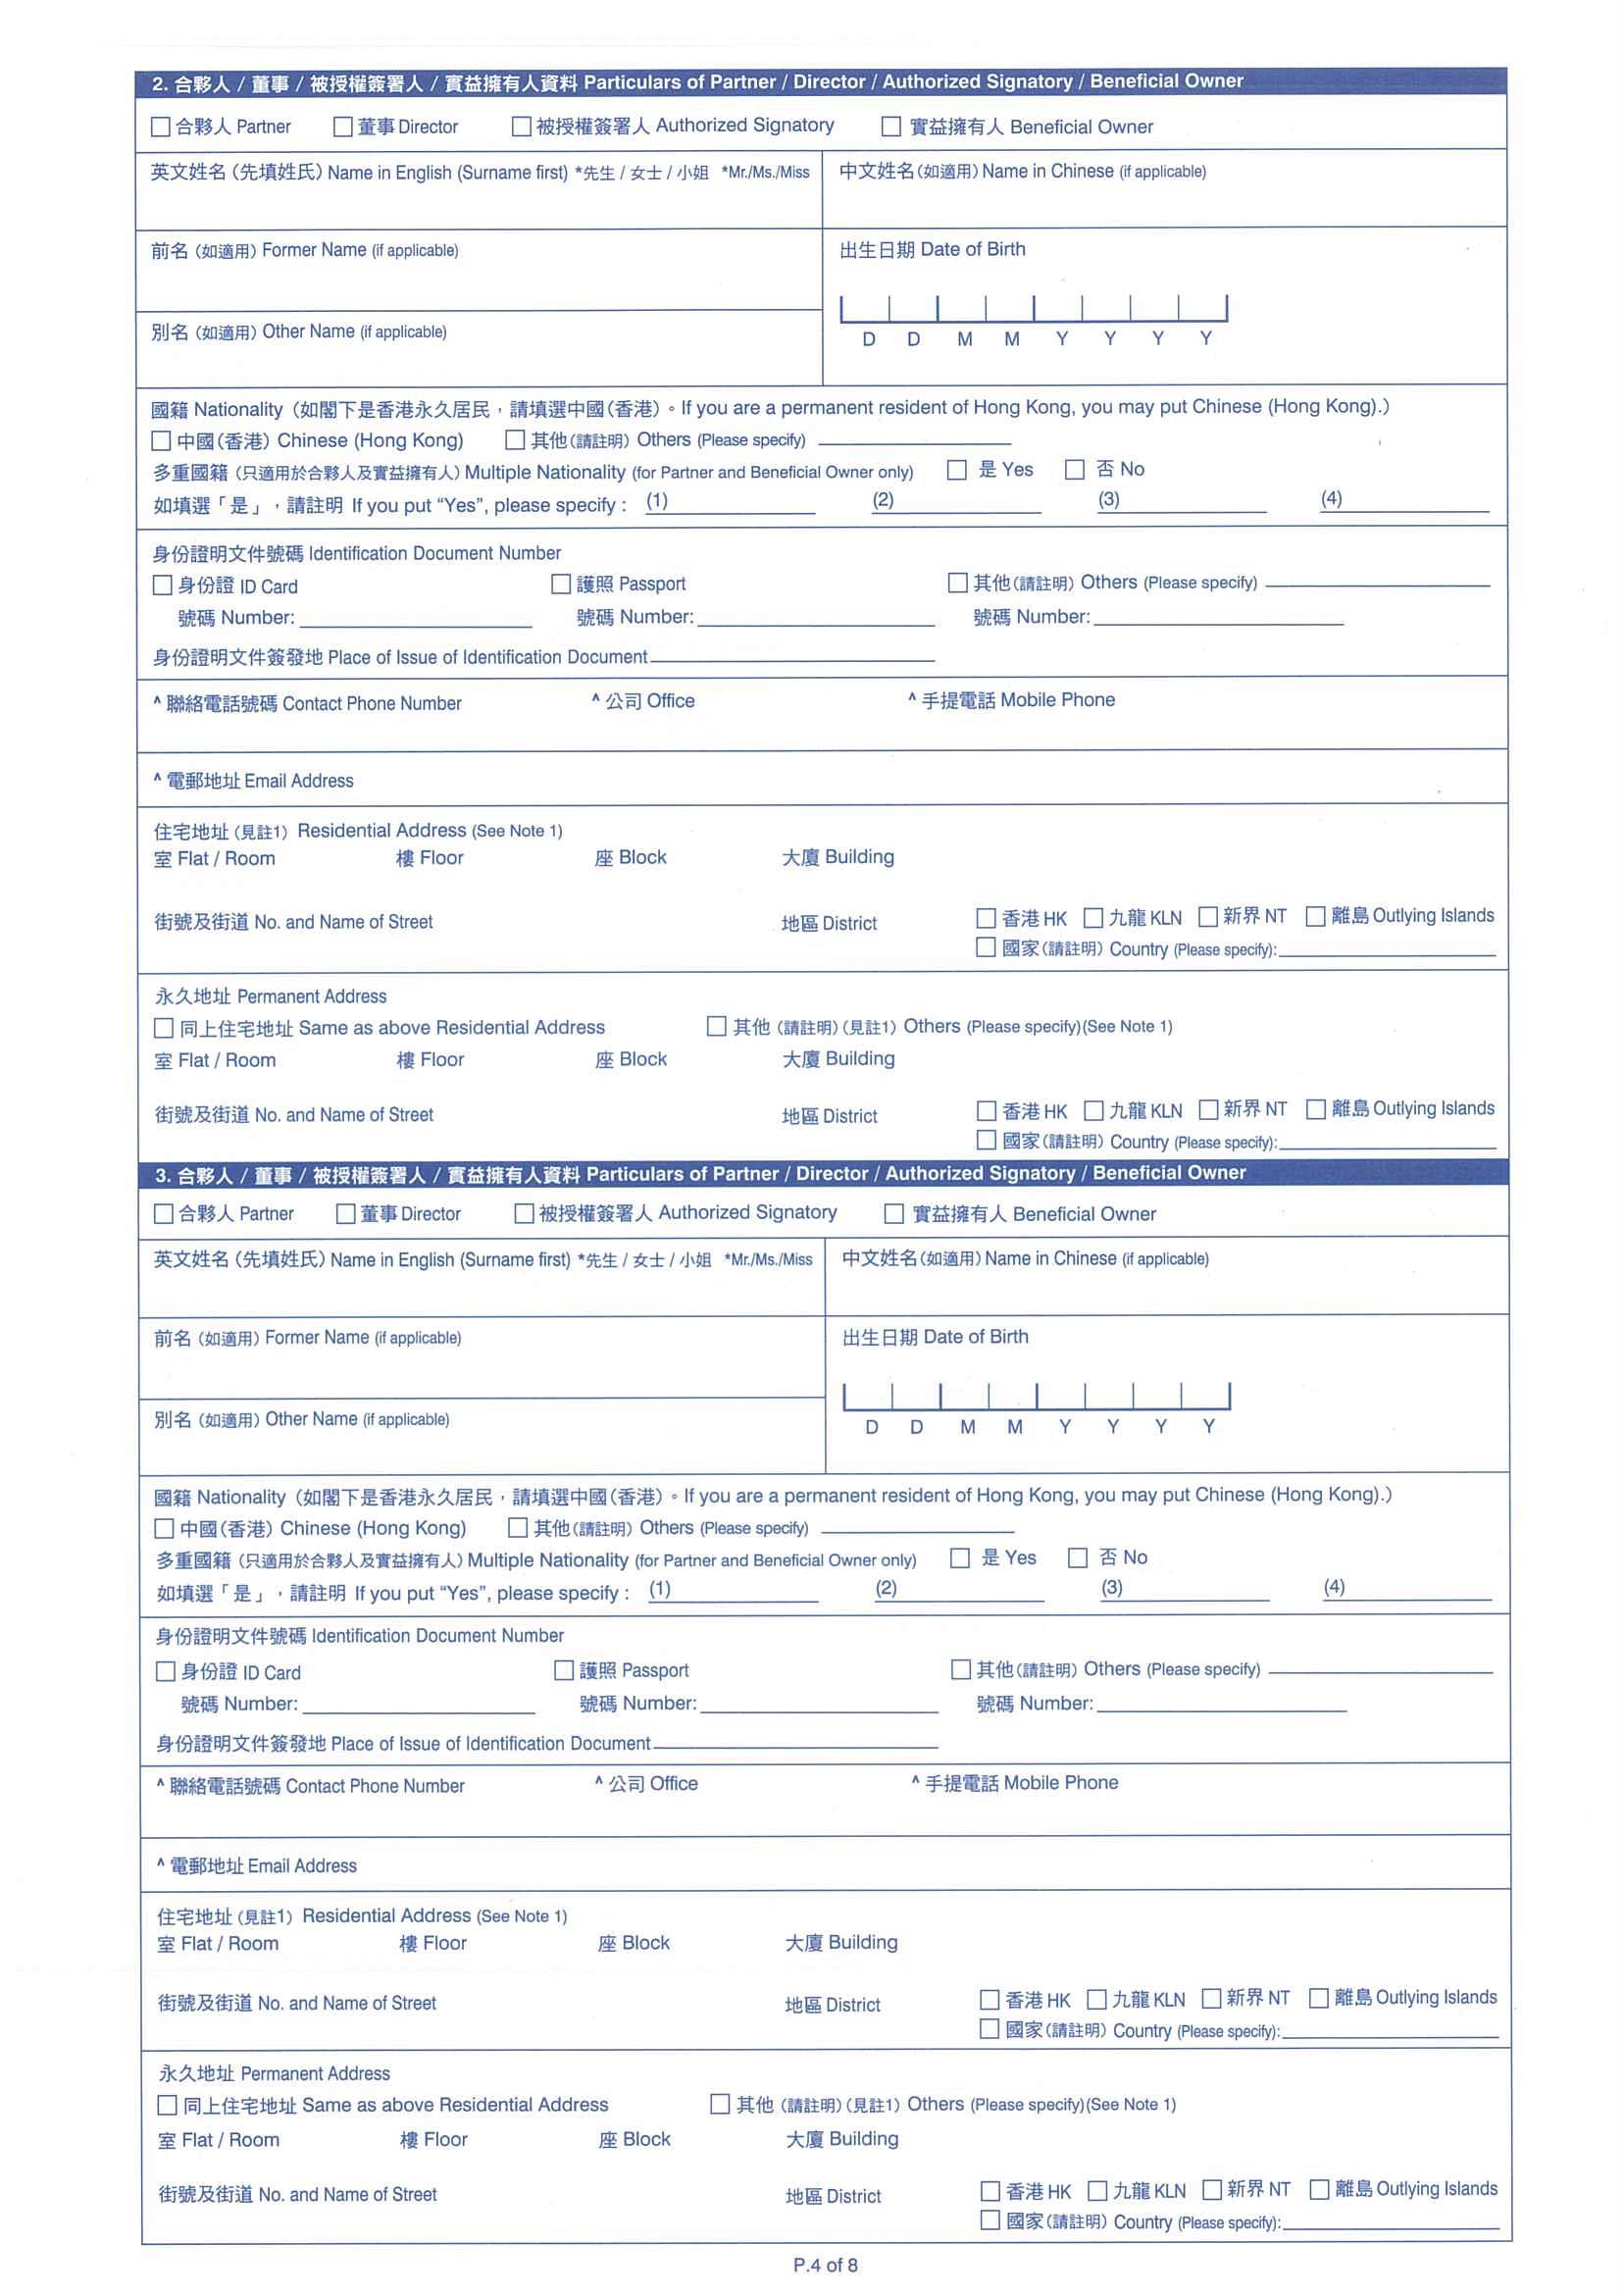 2. 合夥人 / 董事 / 被授權簽署人 / 實益擁有人資料 Particulars of Partner / Director / Authorized Signatory / Beneficial Owner
合夥人 Partner 董事 Director 被授權簽署人 Authorized Signatory 實益擁有人 Beneficial Owner
英文姓名 (先填姓氏) Name in English (Surname first) *先生 / 女士 / 小姐 *Mr./Ms./Miss 中文姓名 (如適用) Name in Chinese (if applicable)
前名 (如適用) Former Name (if applicable) 出生日期 Date of Birth
別名 (如適用) Other Name (if applicable)
D D M M Y Y Y Y
國籍 Nationality (如閣下是香港永久居民，請填選中國(香港)。If you are a permanent resident of Hong Kong, you may put Chinese (Hong Kong).)
中國(香港) Chinese (Hong Kong) 其他(請註明) Others (Please specify)
多重國籍 (只適用於合夥人及實益擁有人) Multiple Nationality (for Partner and Beneficial Owner only) 是 Yes 否 No
如填選「是」，請註明 If you put “Yes”, please specify : (1) (2) (3) (4)
身份證明文件號碼 Identification Document Number
身份證 ID Card 護照 Passport 其他(請註明) Others (Please specify)
號碼 Number: 號碼 Number: 號碼 Number:
身份證明文件簽發地 Place of Issue of Identification Document
^ 聯絡電話號碼 Contact Phone Number ^ 公司 Office ^ 手提電話 Mobile Phone
^ 電郵地址 Email Address
住宅地址 (見註1) Residential Address (See Note 1)
室 Flat / Room 樓 Floor 座 Block 大廈 Building
街號及街道 No. and Name of Street 地區 District 香港 HK 九龍 KLN 新界 NT 離島 Outlying Islands
國家(請註明) Country (Please specify):
永久地址 Permanent Address
同上住宅地址 Same as above Residential Address 其他 (請註明) (見註1) Others (Please specify)(See Note 1)
室 Flat / Room 樓 Floor 座 Block 大廈 Building
街號及街道 No. and Name of Street 地區 District 香港 HK 九龍 KLN 新界 NT 離島 Outlying Islands
國家(請註明) Country (Please specify):
3. 合夥人 / 董事 / 被授權簽署人 / 實益擁有人資料 Particulars of Partner / Director / Authorized Signatory / Beneficial Owner
合夥人 Partner 董事 Director 被授權簽署人 Authorized Signatory 實益擁有人 Beneficial Owner
英文姓名 (先填姓氏) Name in English (Surname first) *先生 / 女士 / 小姐 *Mr./Ms./Miss 中文姓名 (如適用) Name in Chinese (if applicable)
前名 (如適用) Former Name (if applicable) 出生日期 Date of Birth
別名 (如適用) Other Name (if applicable)
D D M M Y Y Y Y
國籍 Nationality (如閣下是香港永久居民，請填選中國(香港)。If you are a permanent resident of Hong Kong, you may put Chinese (Hong Kong).)
中國(香港) Chinese (Hong Kong) 其他(請註明) Others (Please specify)
多重國籍 (只適用於合夥人及實益擁有人) Multiple Nationality (for Partner and Beneficial Owner only) 是 Yes 否 No
如填選「是」，請註明 If you put “Yes”, please specify : (1) (2) (3) (4)
身份證明文件號碼 Identification Document Number
身份證 ID Card 護照 Passport 其他(請註明) Others (Please specify)
號碼 Number: 號碼 Number: 號碼 Number:
身份證明文件簽發地 Place of Issue of Identification Document
^ 聯絡電話號碼 Contact Phone Number ^ 公司 Office ^ 手提電話 Mobile Phone
^ 電郵地址 Email Address
住宅地址 (見註1) Residential Address (See Note 1)
室 Flat / Room 樓 Floor 座 Block 大廈 Building
街號及街道 No. and Name of Street 地區 District 香港 HK 九龍 KLN 新界 NT 離島 Outlying Islands
國家(請註明) Country (Please specify):
永久地址 Permanent Address
同上住宅地址 Same as above Residential Address 其他 (請註明) (見註1) Others (Please specify)(See Note 1)
室 Flat / Room 樓 Floor 座 Block 大廈 Building
街號及街道 No. and Name of Street 地區 District 香港 HK 九龍 KLN 新界 NT 離島 Outlying Islands
國家(請註明) Country (Please specify):
P.4 of 8